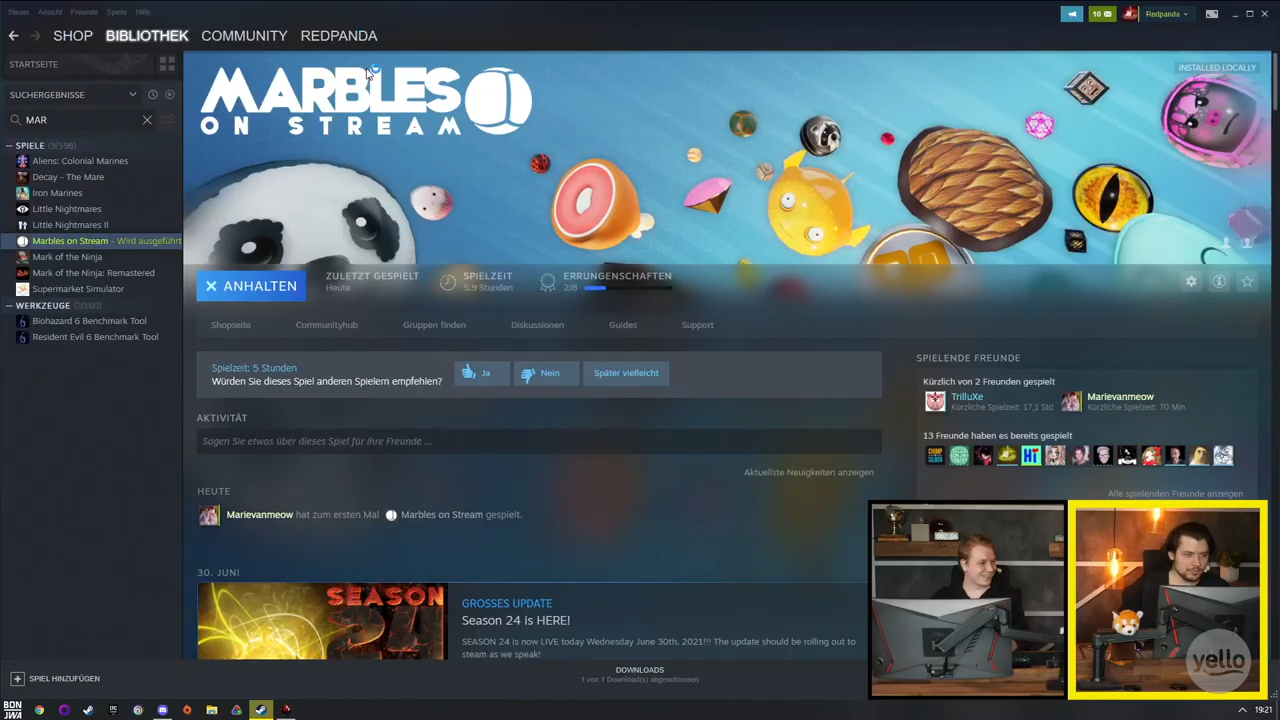 Steam Ansicht Freunde Spiele Hilfe
10 Redpanda
SHOP BIBLIOTHEK COMMUNITY REDPANDA
STARTSEITE
SUCHERGEBNISSE
MAR
SPIELE (9/598)
Aliens: Colonial Marines
Decay - The Mare
Iron Marines
Little Nightmares
Little Nightmares II
Marbles on Stream - Wird ausgeführt
Mark of the Ninja
Mark of the Ninja: Remastered
Supermarket Simulator
WERKZEUGE (2/160)
Biohazard 6 Benchmark Tool
Resident Evil 6 Benchmark Tool
MARBLES
ON STREAM
INSTALLED LOCALLY
ANHALTEN
ZULETZT GESPIELT
Heute
SPIELZEIT
5,9 Stunden
ERRUNGENSCHAFTEN
2/8
Shopseite Communityhub Gruppen finden Diskussionen Guides Support
Spielzeit: 5 Stunden
Würden Sie dieses Spiel anderen Spielern empfehlen?
Ja Nein Später vielleicht
AKTIVITÄT
Sagen Sie etwas über dieses Spiel für Ihre Freunde ...
Aktuellste Neuigkeiten anzeigen
HEUTE
Marievanmeow hat zum ersten Mal Marbles on Stream gespielt.
30. JUNI
SEASON
24
GROSSES UPDATE
Season 24 is HERE!
SEASON 24 is now LIVE today Wednesday June 30th. 2021!!! The update should be rolling out to
steam as we speak!
SPIELENDE FREUNDE
Kürzlich von 2 Freunden gespielt
TrilluXe
Kürzliche Spielzeit: 17,1 Std
Marievanmeow
Kürzliche Spielzeit: 70 Min.
13 Freunde haben es bereits gespielt
Alle spielenden Freunde anzeigen
yello
SPIEL HINZUFÜGEN
DOWNLOADS
1 von 1 Download(s) abgeschlossen
BON
JWA
19:21